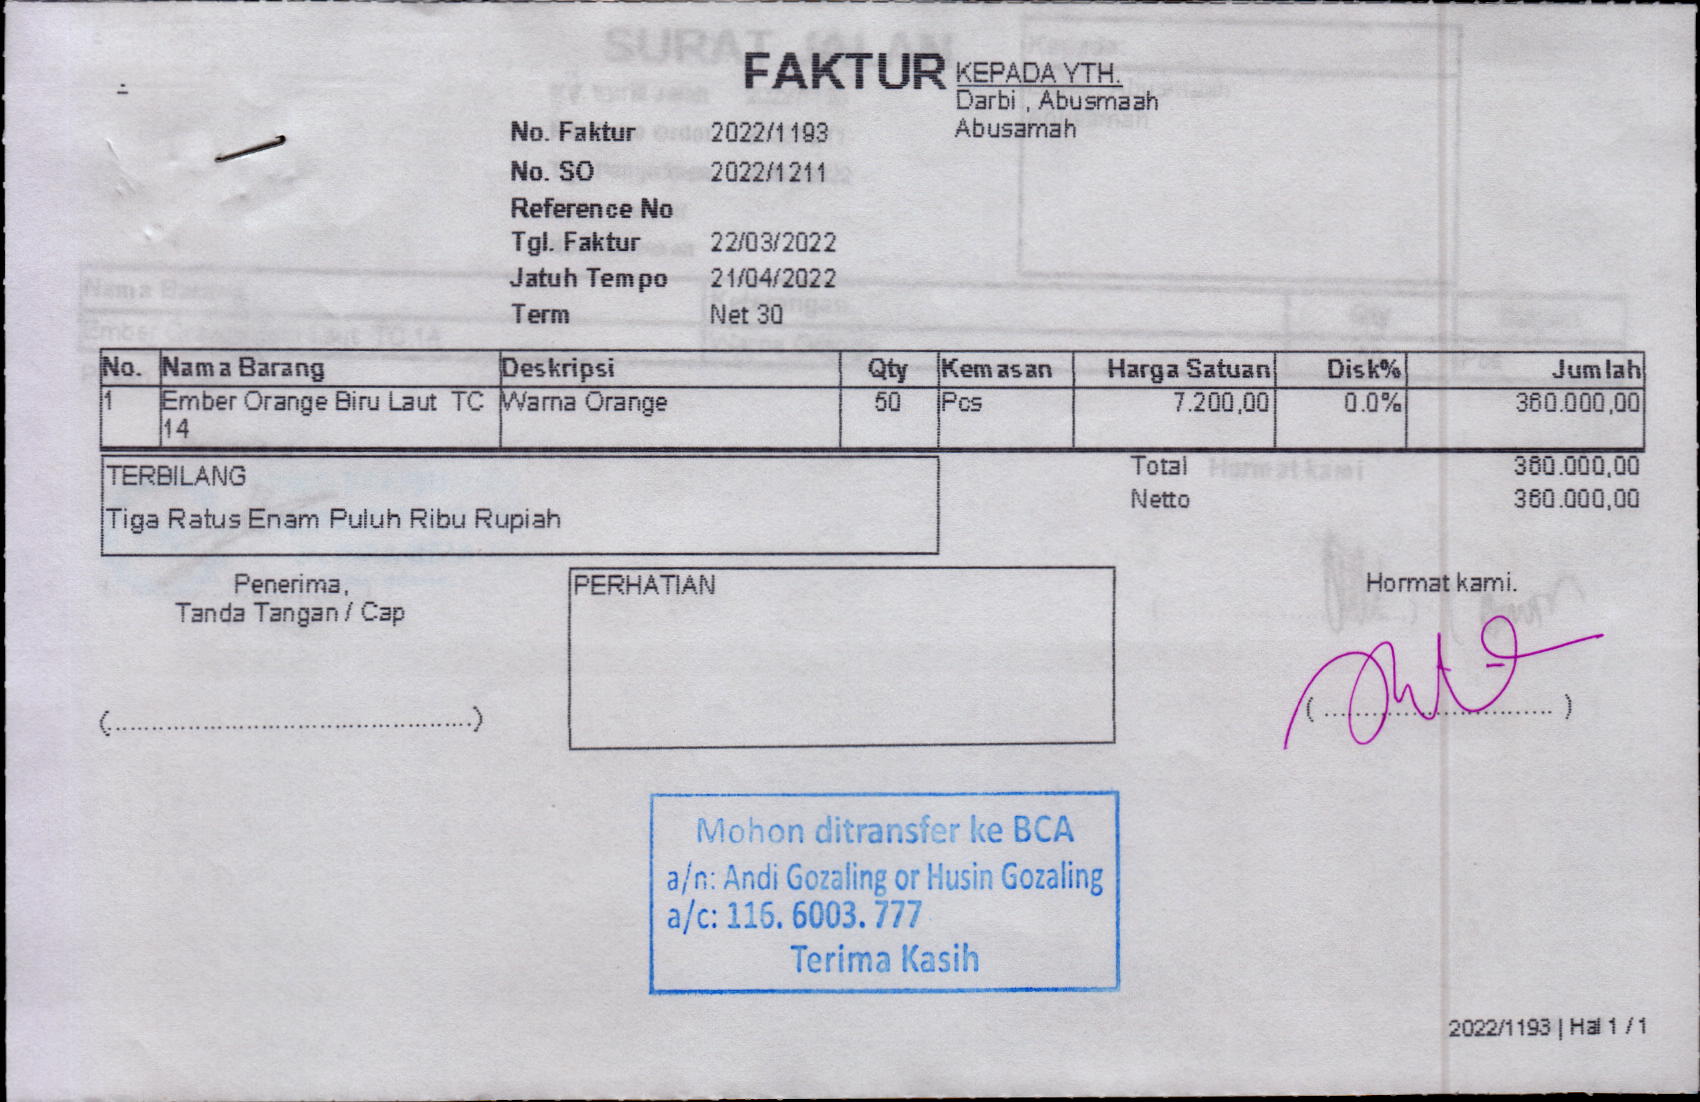 FAKTUR
KEPADA YTH.
Darbi , Abusmaah
Abusamah
No. Faktur 2022/1193
No. SO 2022/1211
Reference No
Tgl. Faktur 22/03/2022
Jatuh Tempo 21/04/2022
Term Net 30
No. Nama Barang Deskripsi Qty Kemasan Harga Satuan Disk% Jumlah
1 Ember Orange Biru Laut TC Warna Orange 50 Pcs 7.200,00 0.0% 360.000,00
14
TERBILANG
Tiga Ratus Enam Puluh Ribu Rupiah
Total 360.000,00
Netto 360.000,00
Penerima,
Tanda Tangan / Cap
(................................................)
PERHATIAN
Hormat kami.
( ............................... )
Mohon ditransfer ke BCA
a/n: Andi Gozaling or Husin Gozaling
a/c: 116. 6003. 777
Terima Kasih
2022/1193 | Hal 1 / 1